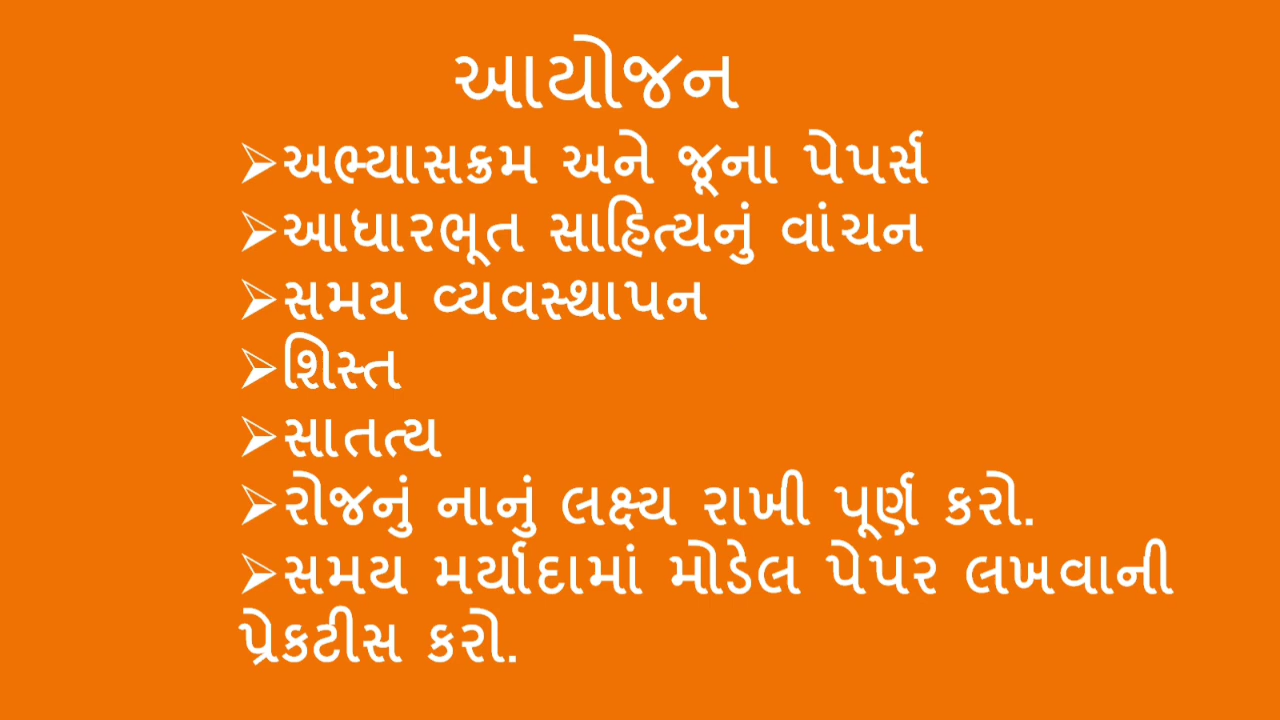 આયોજન
➢અભ્યાસક્રમ અને જૂના પેપર્સ
➢આધારભૂત સાહિત્યનું વાંચન
➢સમય વ્યવસ્થાપન
➢શિસ્ત
➢સાતત્ય
➢રોજનું નાનું લક્ષ્ય રાખી પૂર્ણ કરો.
➢સમય મર્યાદામાં મોડેલ પેપર લખવાની
પ્રેકટીસ કરો.